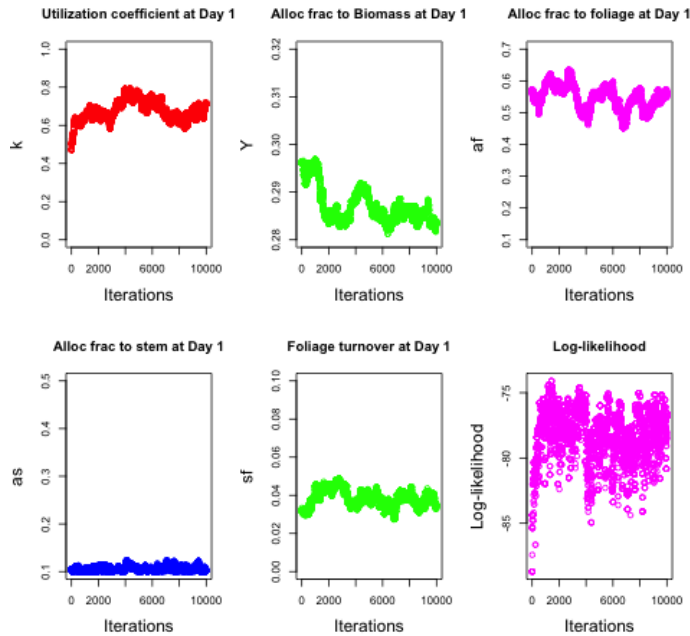 Utilization coefficient at Day 1
k
0.0 0.2 0.4 0.6 0.8 1.0
0 2000 6000 10000
Iterations
Alloc frac to Biomass at Day 1
Y
0.28 0.29 0.30 0.31 0.32
0 2000 6000 10000
Iterations
Alloc frac to foliage at Day 1
af
0.1 0.2 0.3 0.4 0.5 0.6 0.7
0 2000 6000 10000
Iterations
Alloc frac to stem at Day 1
as
0.1 0.2 0.3 0.4 0.5
0 2000 6000 10000
Iterations
Foliage turnover at Day 1
sf
0.00 0.02 0.04 0.06 0.08 0.10
0 2000 6000 10000
Iterations
Log-likelihood
Log-likelihood
-85 -80 -75
0 2000 6000 10000
Iterations